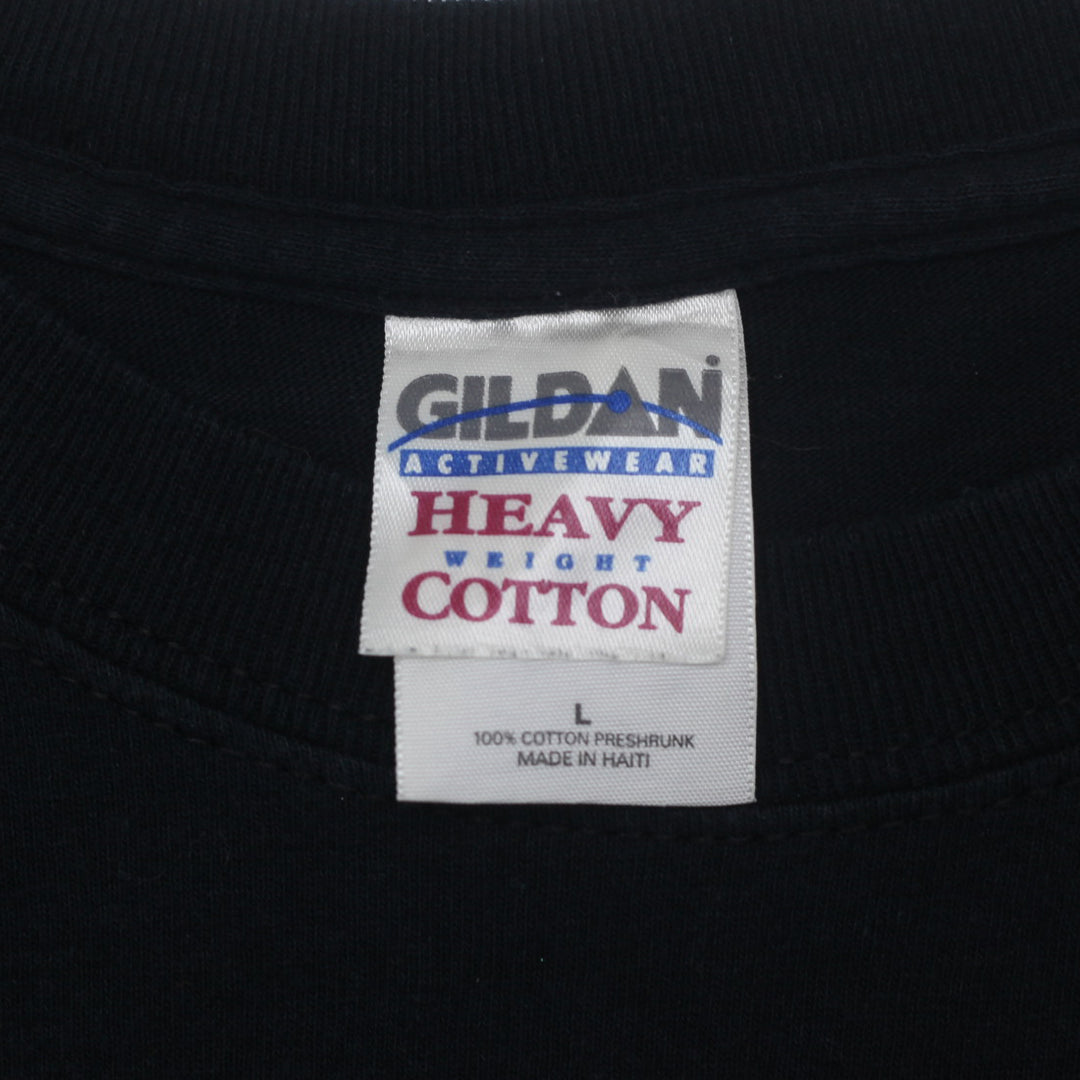 GILDAN
ACTIVEWEAR
HEAVY
WEIGHT
COTTON
L
100% COTTON PRESHRUNK
MADE IN HAITI